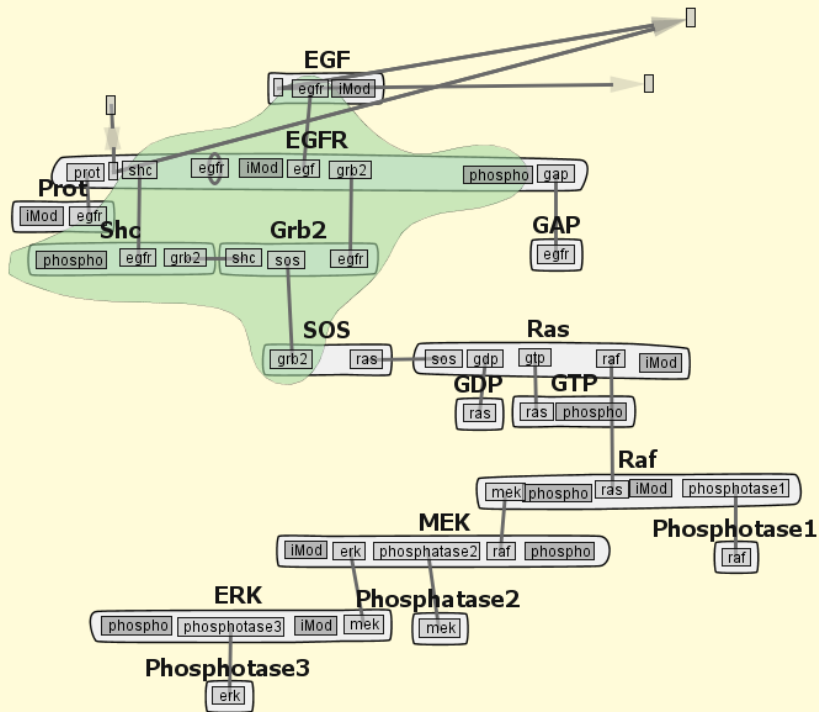 EGF
egfr iMod
EGFR
prot shc egfr iMod egf grb2 phospho gap
Prot
iMod egfr
Shc Grb2 GAP
phospho egfr grb2 shc sos egfr egfr
SOS Ras
grb2 ras sos gdp gtp raf iMod
GDP GTP
ras ras phospho
Raf
mek phospho ras iMod phosphotase1
MEK Phosphotase1
iMod erk phosphatase2 raf phospho raf
ERK Phosphatase2
phospho phosphotase3 iMod mek mek
Phosphotase3
erk